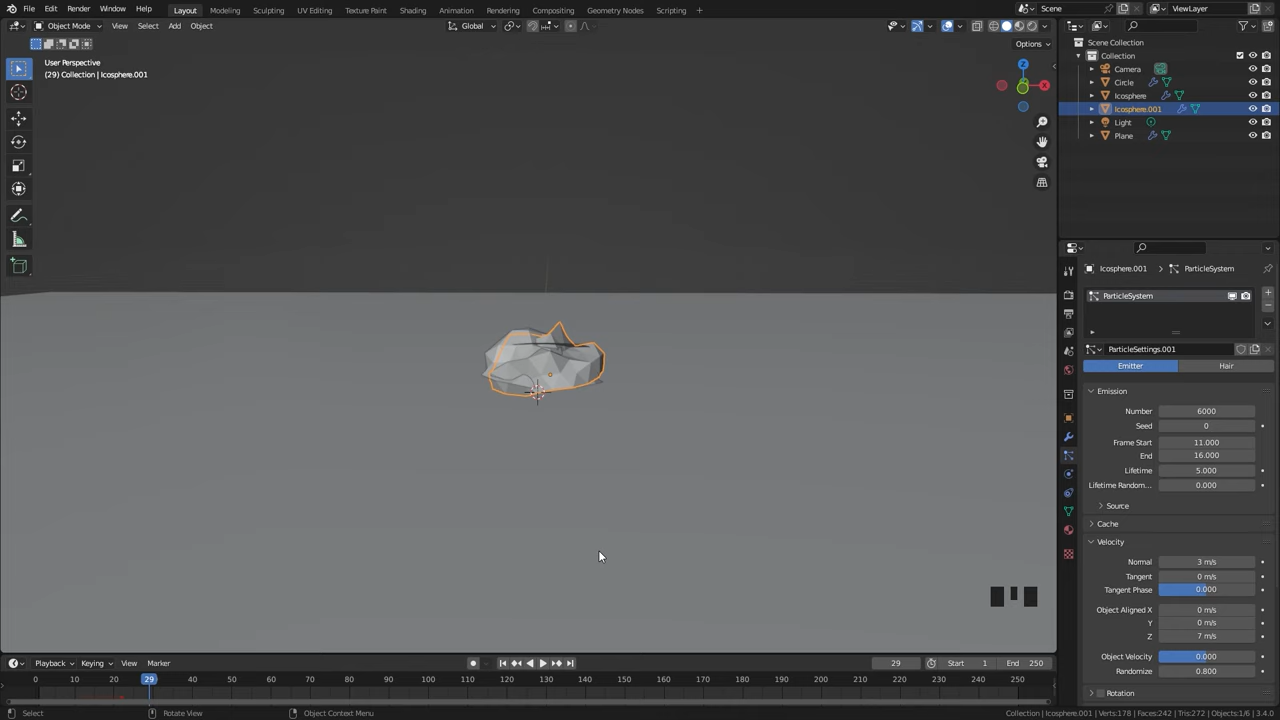 File Edit Render Window Help Layout Modeling Sculpting UV Editing Texture Paint Shading Animation Rendering Compositing Geometry Nodes Scripting Scene ViewLayer
Object Mode View Select Add Object Global
Options
User Perspective
(29) Collection | Icosphere.001
Z
X
Scene Collection
Collection
Camera
Circle
Icosphere
Icosphere.001
Light
Plane
Icosphere.001 > ParticleSystem
ParticleSystem
ParticleSettings.001
Emitter Hair
Emission
Number 6000
Seed 0
Frame Start 11.000
End 16.000
Lifetime 5.000
Lifetime Random... 0.000
Source
Cache
Velocity
Normal 3 m/s
Tangent 0 m/s
Tangent Phase 0.000
Object Aligned X 0 m/s
Y 0 m/s
Z 7 m/s
Object Velocity 0.000
Randomize 0.800
Rotation
Playback Keying View Marker 29 Start 1 End 250
0 10 20 29 40 50 60 70 80 90 100 110 120 130 140 150 160 170 180 190 200 210 220 230 240 250
Select Rotate View Object Context Menu Collection | Icosphere.001 | Verts:178 | Faces:242 | Tris:272 | Objects:1/6 | 3.4.0